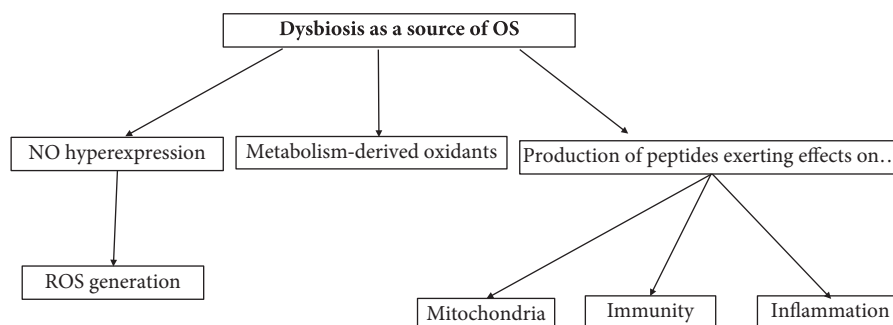 Dysbiosis as a source of OS
NO hyperexpression
Metabolism-derived oxidants
Production of peptides exerting effects on…
ROS generation
Mitochondria
Immunity
Inflammation